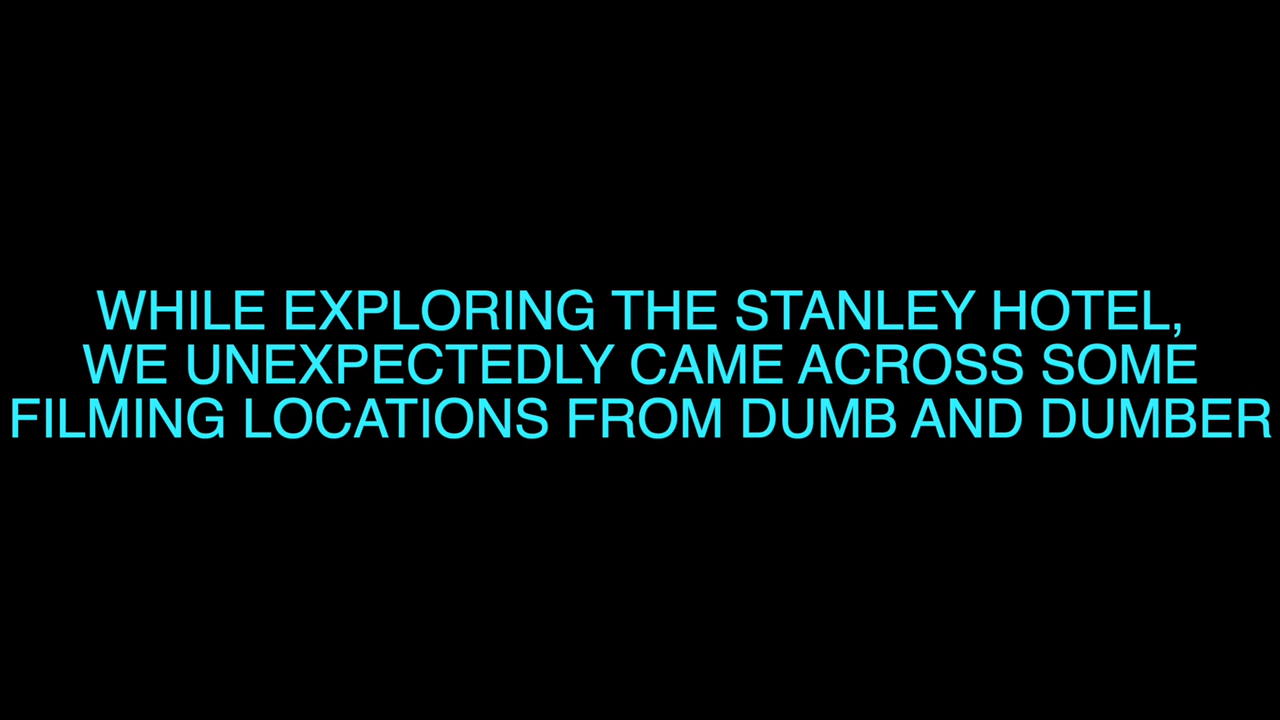 WHILE EXPLORING THE STANLEY HOTEL,
WE UNEXPECTEDLY CAME ACROSS SOME
FILMING LOCATIONS FROM DUMB AND DUMBER